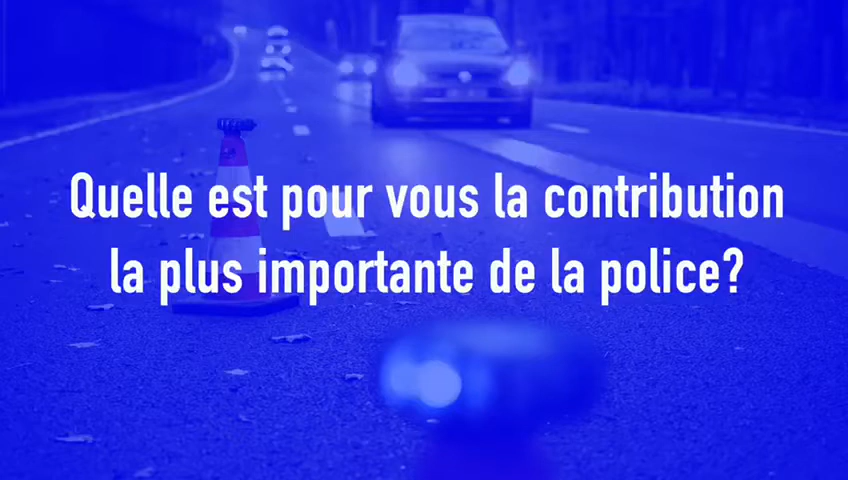 Quelle est pour vous la contribution
la plus importante de la police?